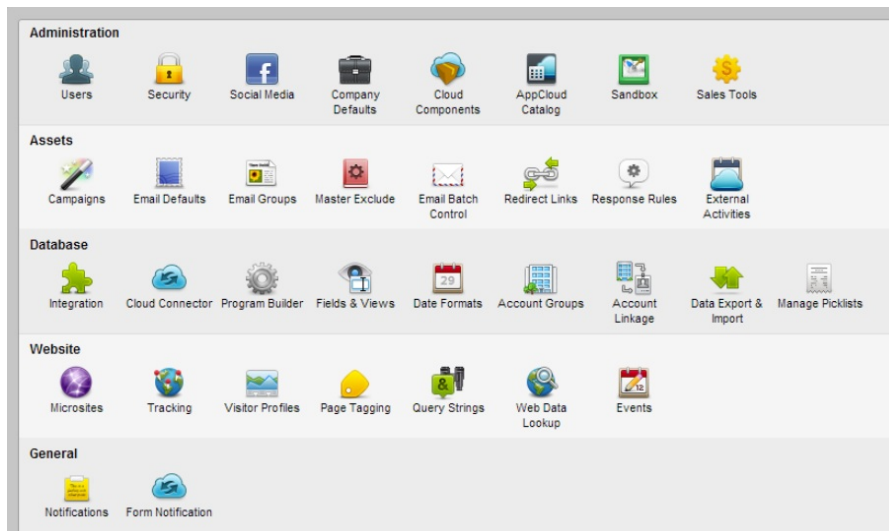 Administration
Users Security Social Media Company Defaults Cloud Components AppCloud Catalog Sandbox Sales Tools
Assets
Campaigns Email Defaults Email Groups Master Exclude Email Batch Control Redirect Links Response Rules External Activities
Database
Integration Cloud Connector Program Builder Fields & Views Date Formats Account Groups Account Linkage Data Export & Import Manage Picklists
29
Website
Microsites Tracking Visitor Profiles Page Tagging Query Strings Web Data Lookup Events
&
12
General
Notifications Form Notification